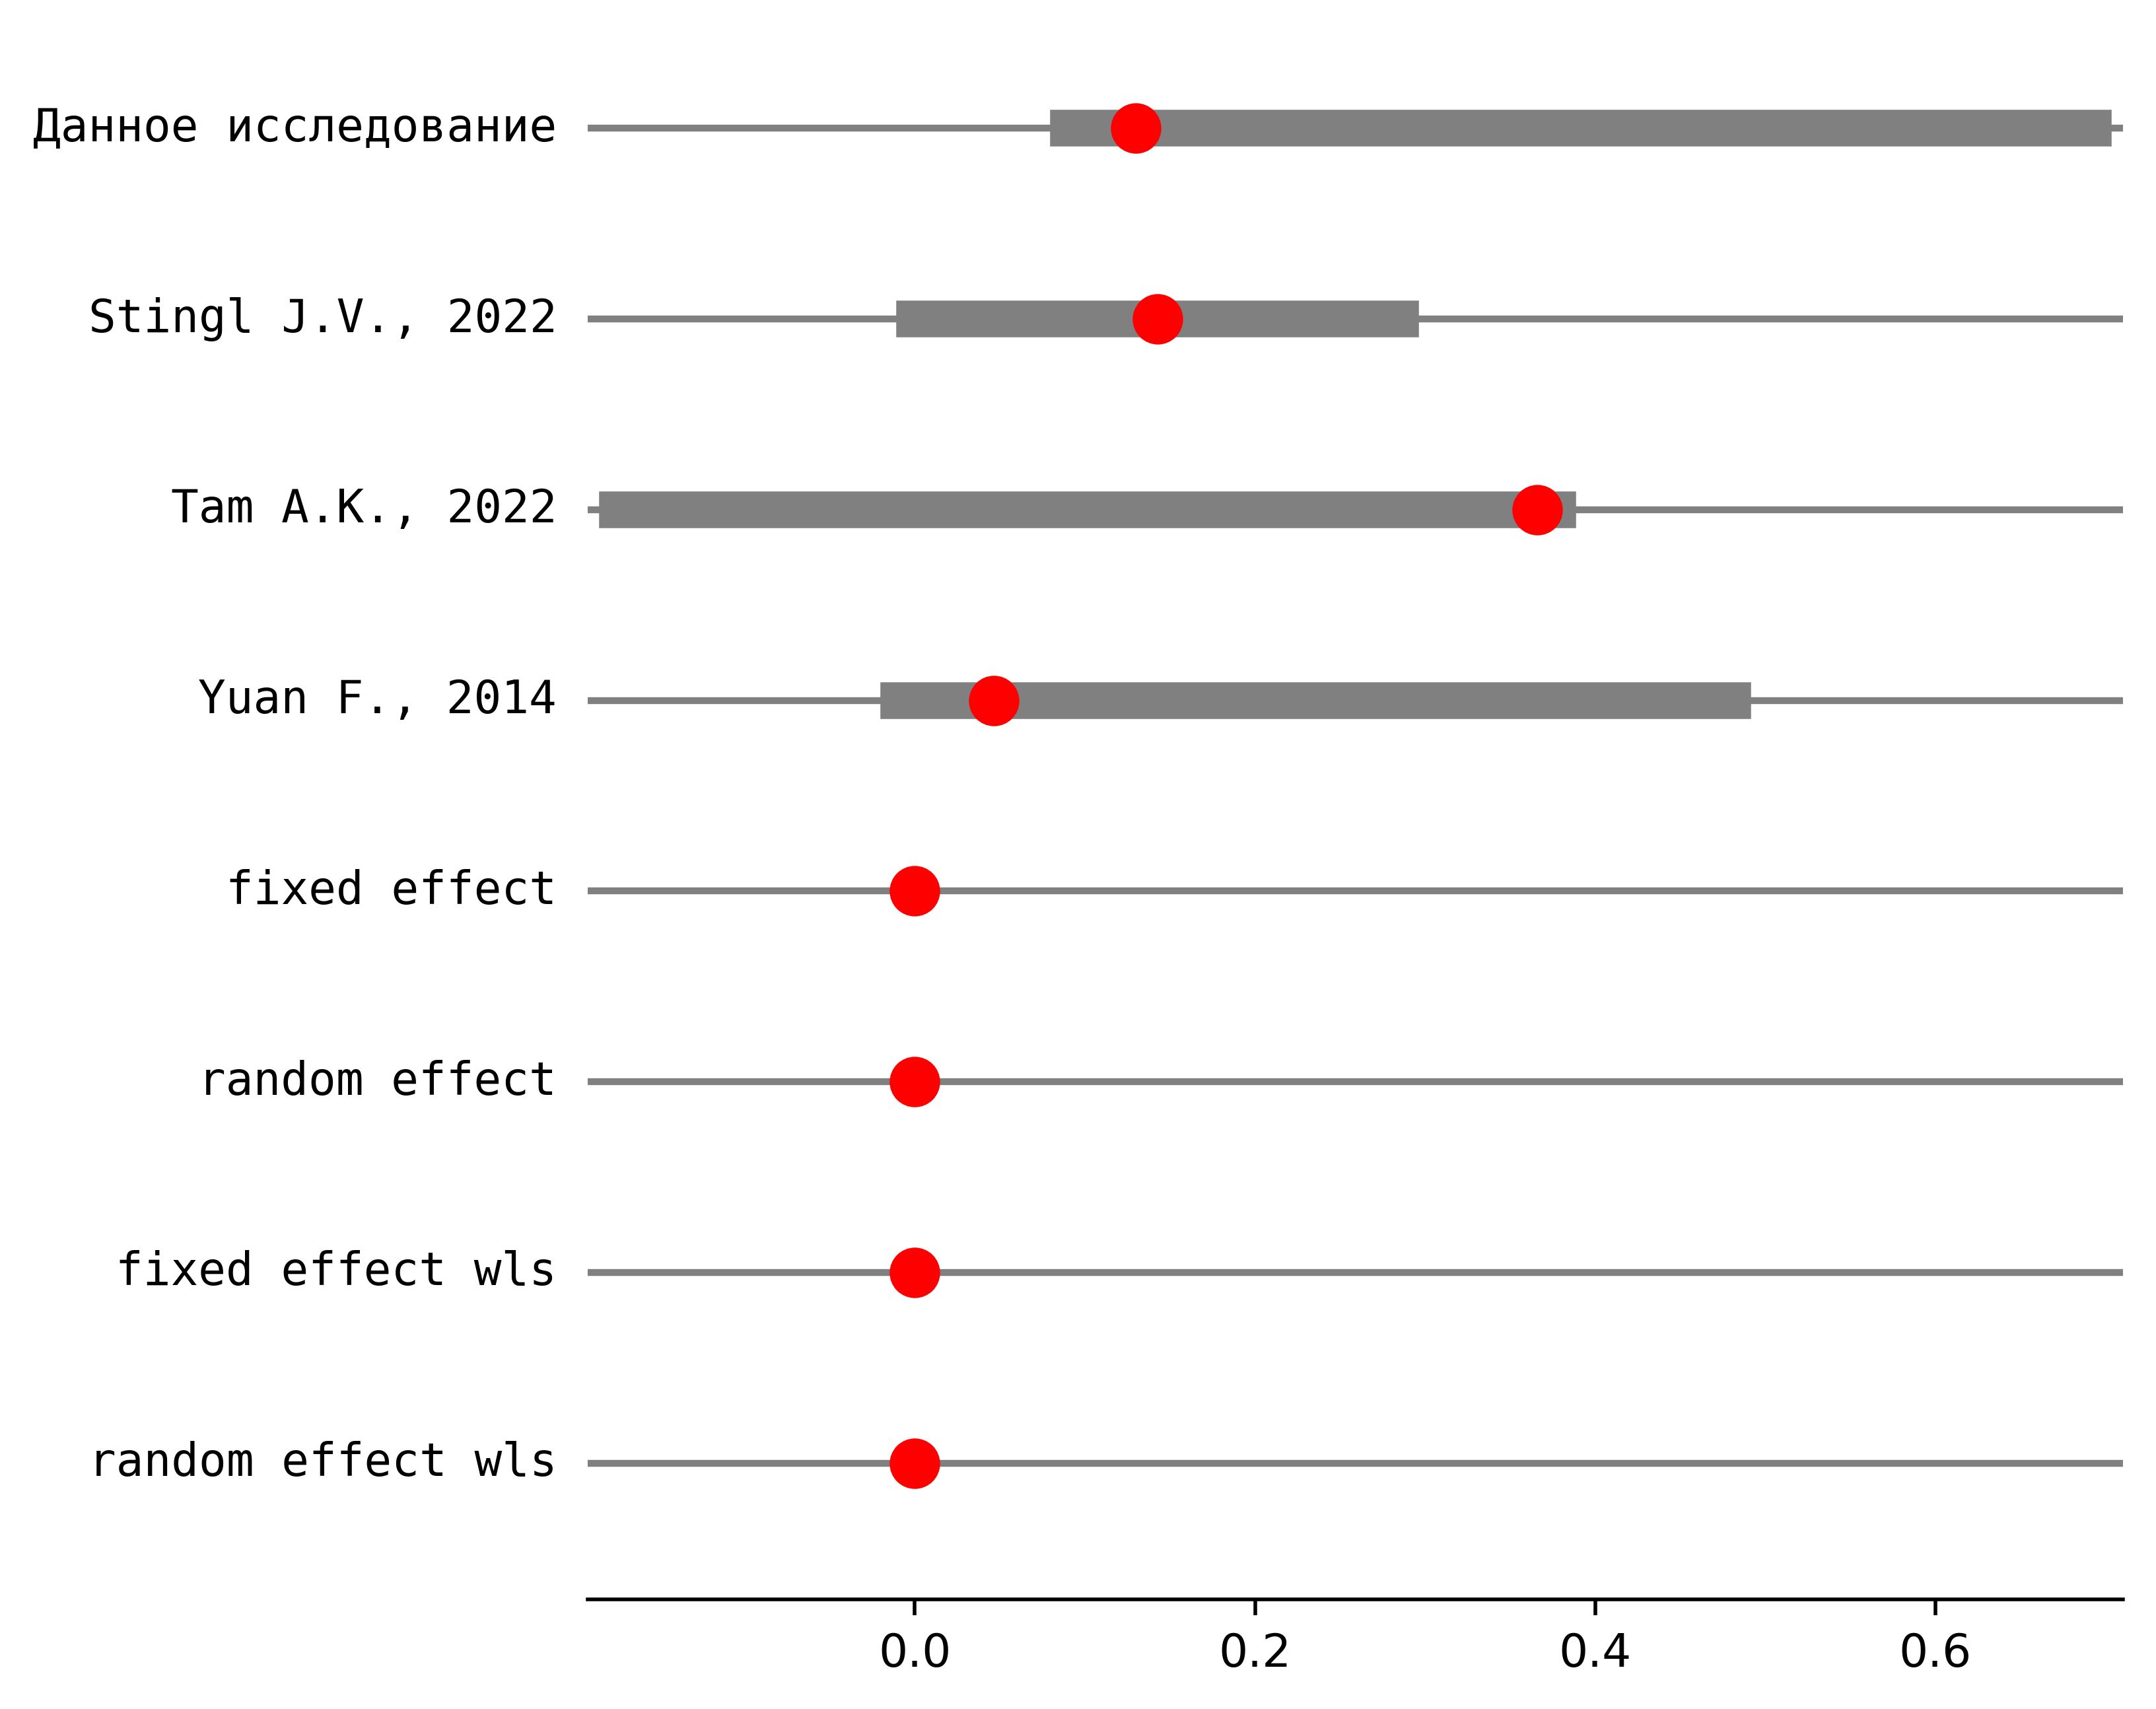 Данное исследование
Stingl J.V., 2022
Tam A.K., 2022
Yuan F., 2014
fixed effect
random effect
fixed effect wls
random effect wls
0.0 0.2 0.4 0.6